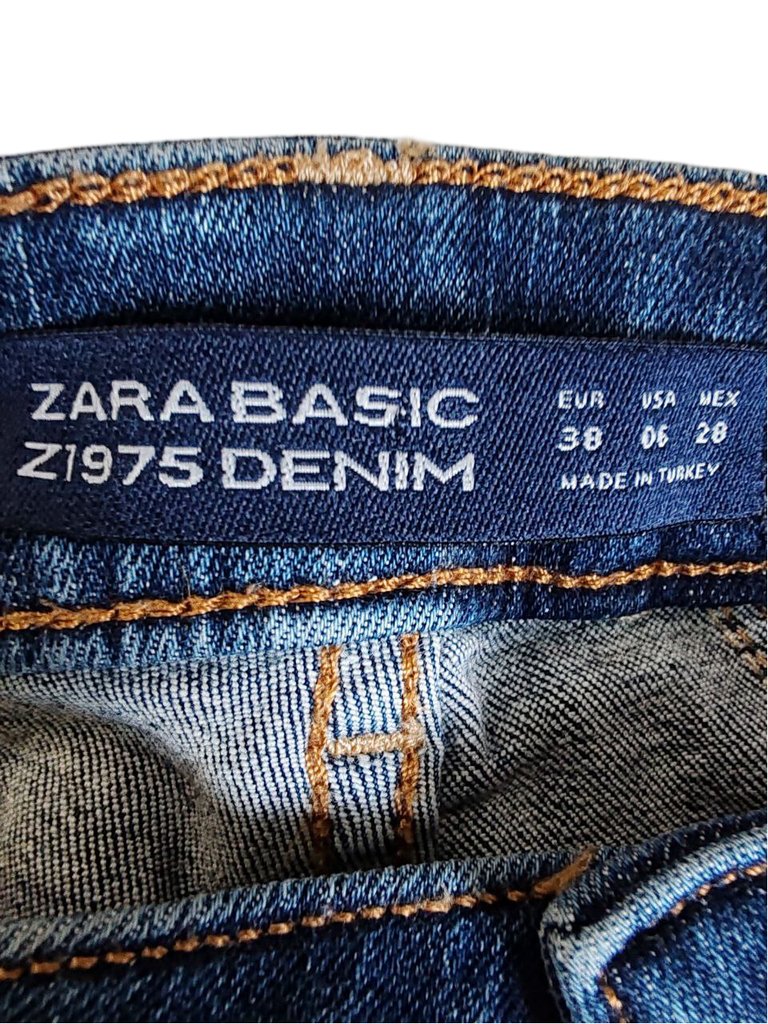 ZARA BASIC
Z1975 DENIM
EUR USA MEX
38 06 28
MADE IN TURKEY